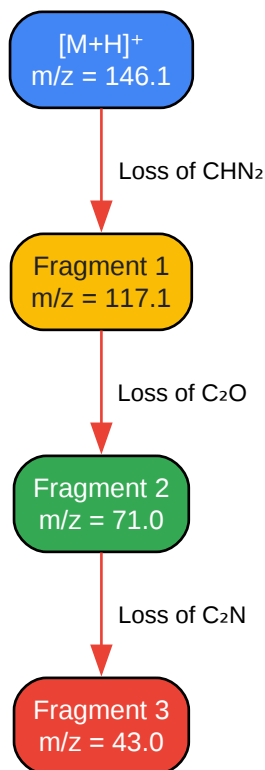 [M+H]⁺
m/z = 146.1
Loss of CHN₂
Fragment 1
m/z = 117.1
Loss of C₂O
Fragment 2
m/z = 71.0
Loss of C₂N
Fragment 3
m/z = 43.0